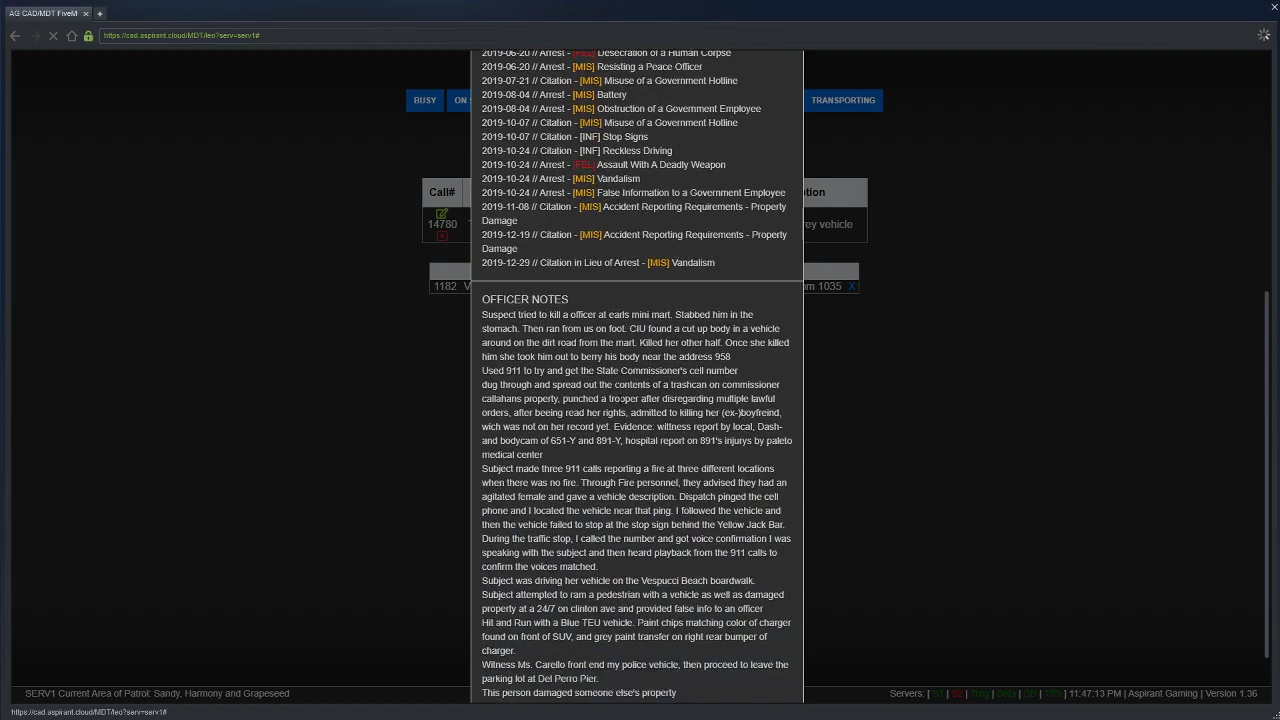 AG CAD/MDT FiveM
https://cad.aspirant.cloud/MDT/leo?serv=serv1#
2019-06-20 // Arrest - [FEL] Desecration of a Human Corpse
2019-06-20 // Arrest - [MIS] Resisting a Peace Officer
2019-07-21 // Citation - [MIS] Misuse of a Government Hotline
2019-08-04 // Arrest - [MIS] Battery
2019-08-04 // Arrest - [MIS] Obstruction of a Government Employee
2019-10-07 // Citation - [MIS] Misuse of a Government Hotline
2019-10-07 // Citation - [INF] Stop Signs
2019-10-24 // Citation - [INF] Reckless Driving
2019-10-24 // Arrest - [FEL] Assault With A Deadly Weapon
2019-10-24 // Arrest - [MIS] Vandalism
2019-10-24 // Arrest - [MIS] False Information to a Government Employee
2019-11-08 // Citation - [MIS] Accident Reporting Requirements - Property
Damage
2019-12-19 // Citation - [MIS] Accident Reporting Requirements - Property
Damage
2019-12-29 // Citation in Lieu of Arrest - [MIS] Vandalism
BUSY
ON
TRANSPORTING
Call#
14780
ption
rey vehicle
1182 V
om 1035 X
OFFICER NOTES
Suspect tried to kill a officer at earls mini mart. Stabbed him in the
stomach. Then ran from us on foot. CIU found a cut up body in a vehicle
around on the dirt road from the mart. Killed her other half. Once she killed
him she took him out to berry his body near the address 958
Used 911 to try and get the State Commissioner's cell number
dug through and spread out the contents of a trashcan on commissioner
callahans property, punched a trooper after disregarding multiple lawful
orders, after beeing read her rights, admitted to killing her (ex-)boyfreind,
wich was not on her record yet. Evidence: wittness report by local, Dash-
and bodycam of 651-Y and 891-Y, hospital report on 891's injurys by paleto
medical center
Subject made three 911 calls reporting a fire at three different locations
when there was no fire. Through Fire personnel, they advised they had an
agitated female and gave a vehicle description. Dispatch pinged the cell
phone and I located the vehicle near that ping. I followed the vehicle and
then the vehicle failed to stop at the stop sign behind the Yellow Jack Bar.
During the traffic stop, I called the number and got voice confirmation I was
speaking with the subject and then heard playback from the 911 calls to
confirm the voices matched.
Subject was driving her vehicle on the Vespucci Beach boardwalk.
Subject attempted to ram a pedestrian with a vehicle as well as damaged
property at a 24/7 on clinton ave and provided false info to an officer
Hit and Run with a Blue TEU vehicle. Paint chips matching color of charger
found on front of SUV, and grey paint transfer on right rear bumper of
charger.
Witness Ms. Carello front end my police vehicle, then proceed to leave the
parking lot at Del Perro Pier.
This person damaged someone else's property
SERV1 Current Area of Patrol: Sandy, Harmony and Grapeseed
Servers: [ S1 | S2 | Trng | Beta | DB | TS3 ] 11:47:13 PM | Aspirant Gaming | Version 1.36
https://cad.aspirant.cloud/MDT/leo?serv=serv1#